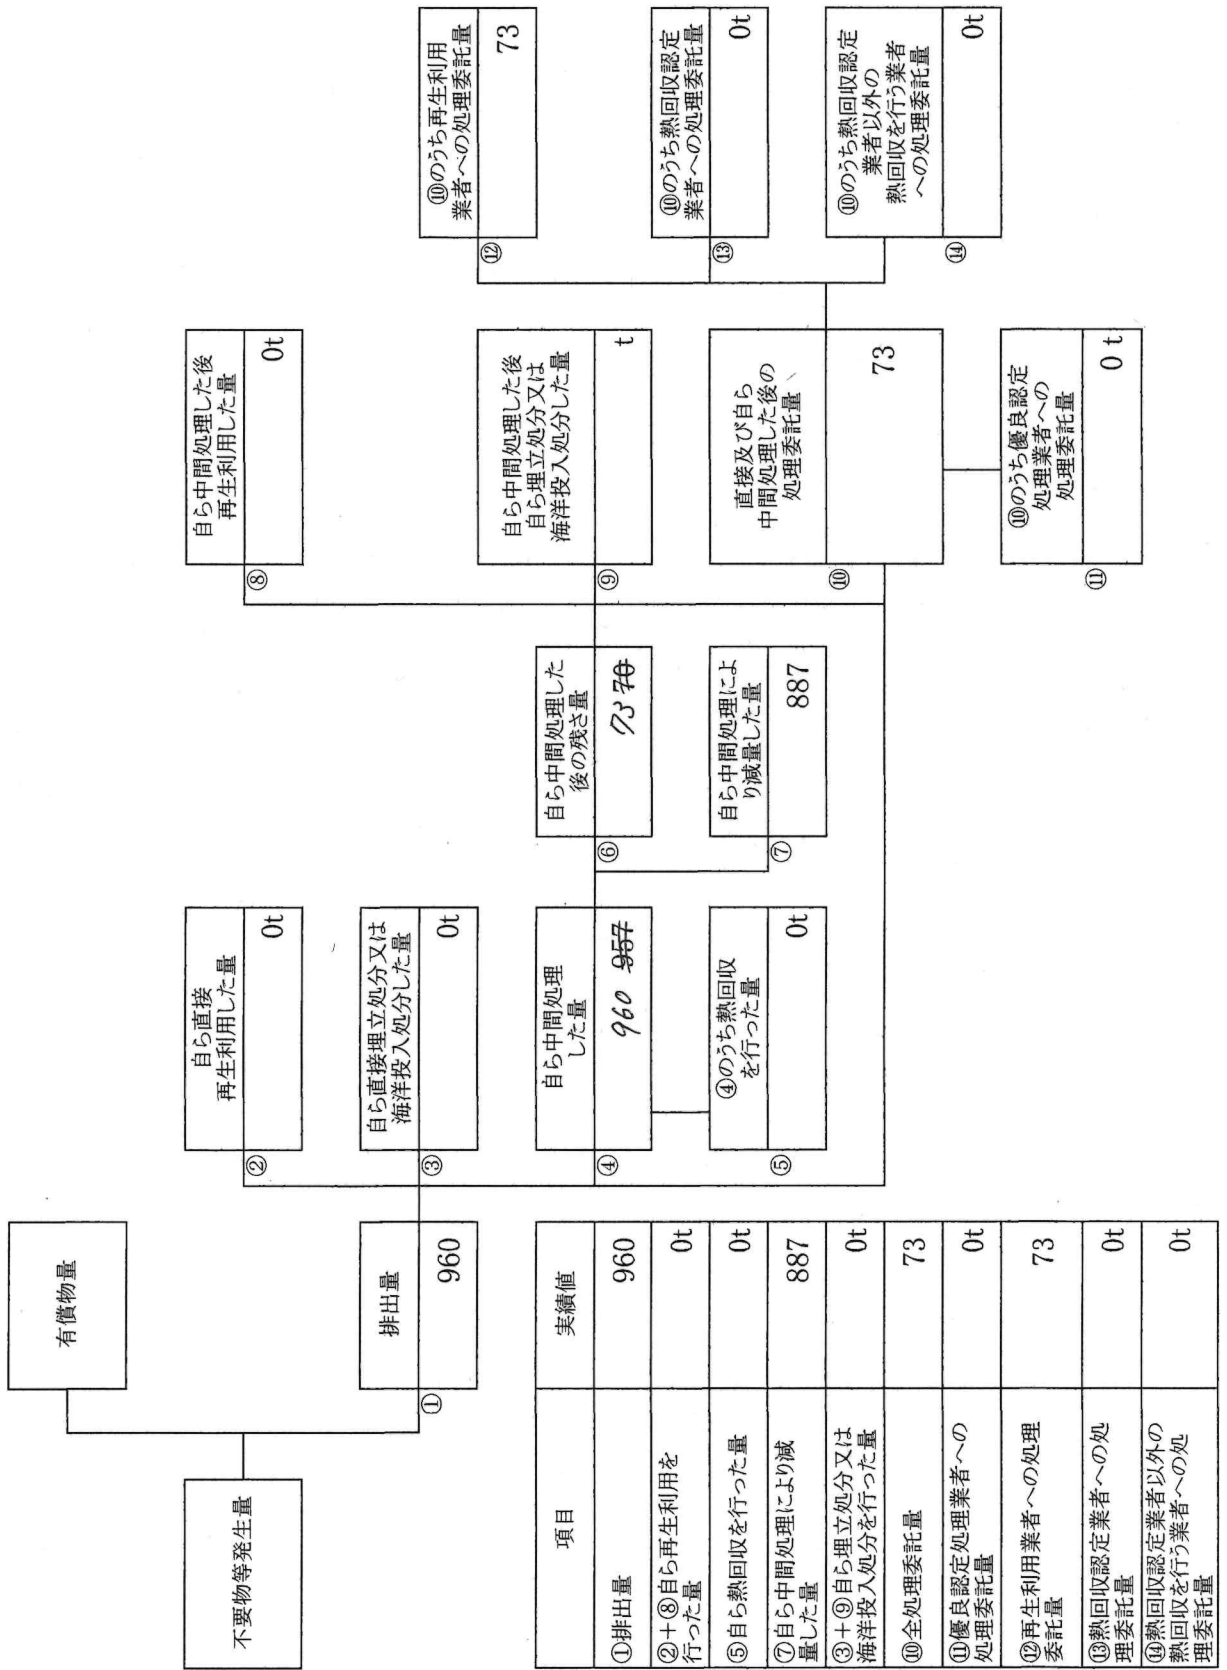 不要物等発生量
有償物量
排出量
①
960
自ら直接
再生利用した量
②
0t
自ら直接埋立処分又は
海洋投入処分した量
③
0t
自ら中間処理
した量
④
960 957
④のうち熱回収
を行った量
⑤
0t
自ら中間処理した
後の残さ量
⑥
73 70
自ら中間処理によ
り減量した量
⑦
887
自ら中間処理した後
再生利用した量
⑧
0t
自ら中間処理した後
自ら埋立処分又は
海洋投入処分した量
⑨
t
直接及び自ら
中間処理した後の
処理委託量
⑩
73
⑩のうち優良認定
処理業者への
処理委託量
⑪
0 t
⑩のうち再生利用
業者への処理委託量
⑫
73
⑩のうち熱回収認定
業者への処理委託量
⑬
0t
⑩のうち熱回収認定
業者以外の
熱回収を行う業者
への処理委託量
⑭
0t
項目 実績値
①排出量 960
②+⑧自ら再生利用を
行った量 0t
⑤自ら熱回収を行った量 0t
⑦自ら中間処理により減
量した量 887
③+⑨自ら埋立処分又は
海洋投入処分を行った量 0t
⑩全処理委託量 73
⑪優良認定処理業者への
処理委託量 0t
⑫再生利用業者への処理
委託量 73
⑬熱回収認定業者への処
理委託量 0t
⑭熱回収認定業者以外の
熱回収を行う業者への処
理委託量 0t